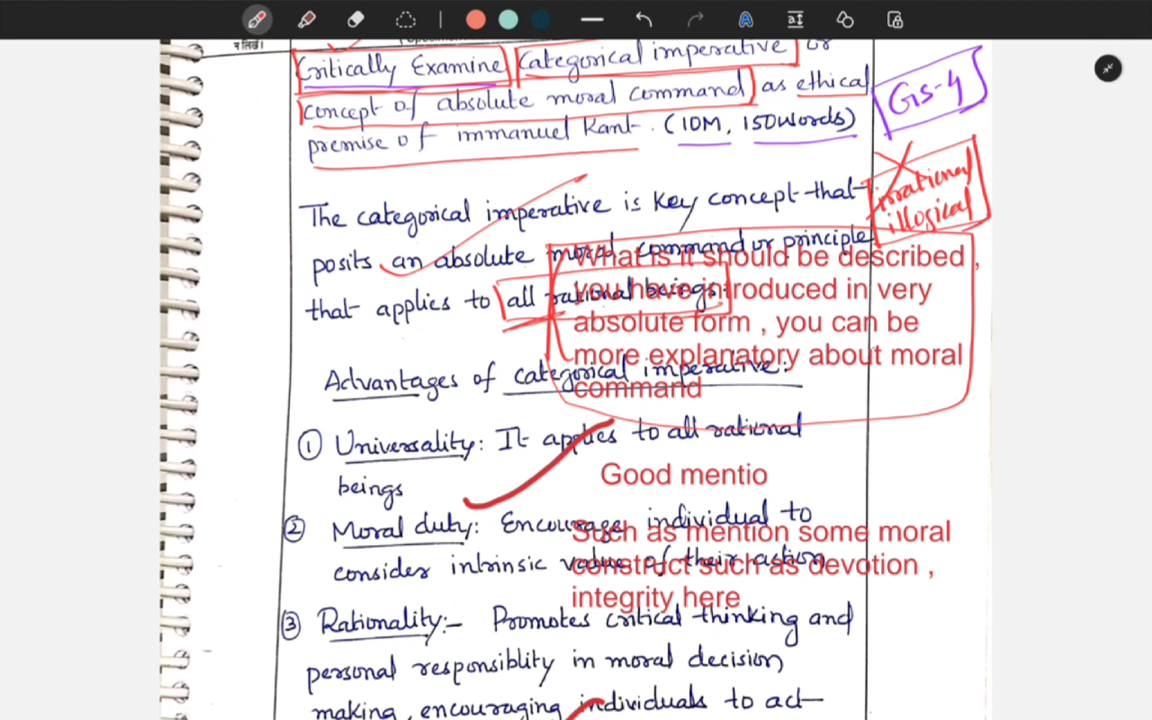 न लिखें।
Critically Examine Categorical imperative or
concept of absolute moral command as ethical
premise of immanuel Kant. (10M, 150words)
GS-4
irrational
illogical
The categorical imperative is key concept that
posits an absolute moral command or principle
that applies to all rational beings.
What is it should be described ,
you have introduced in very
absolute form , you can be
more explanatory about moral
command
Advantages of categorical imperative:
① Universality: It applies to all rational
beings
Good mentio
② Moral duty: Encourage individual to
consider intrinsic value of their action
Such as mention some moral
construct such as devotion ,
integrity here
③ Rationality:- Promotes critical thinking and
personal responsiblity in moral decision
making, encouraging individuals to act